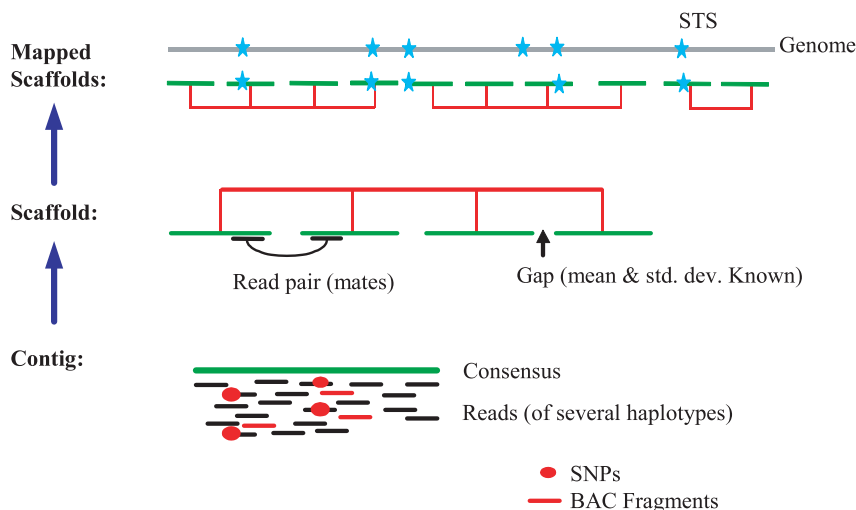 STS
Genome
Mapped
Scaffolds:
Scaffold:
Read pair (mates)
Gap (mean & std. dev. Known)
Contig:
Consensus
Reads (of several haplotypes)
SNPs
BAC Fragments